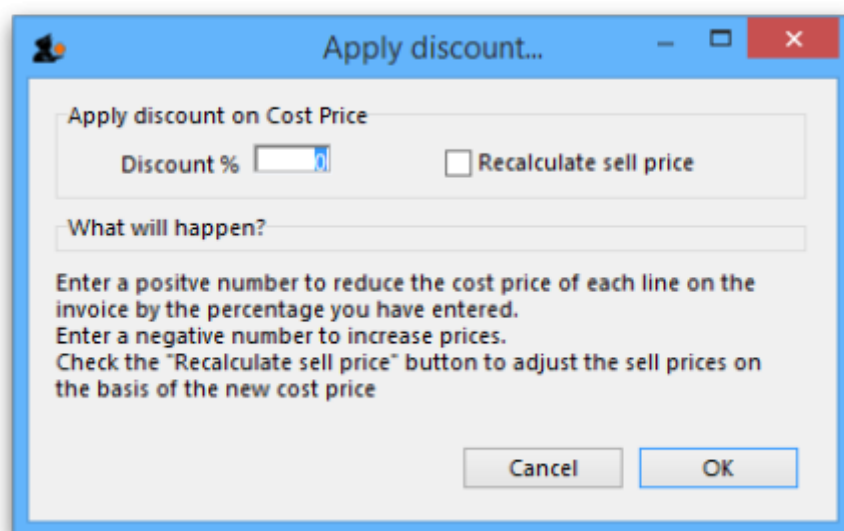 Apply discount...
Apply discount on Cost Price
Discount % 0 Recalculate sell price
What will happen?
Enter a positve number to reduce the cost price of each line on the
invoice by the percentage you have entered.
Enter a negative number to increase prices.
Check the "Recalculate sell price" button to adjust the sell prices on
the basis of the new cost price
Cancel OK